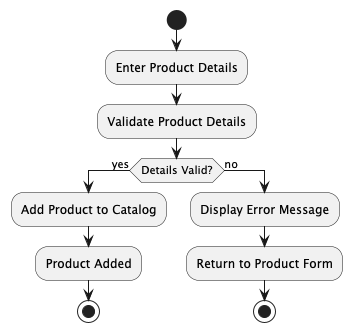 Enter Product Details
Validate Product Details
Details Valid?
yes
no
Add Product to Catalog
Display Error Message
Product Added
Return to Product Form